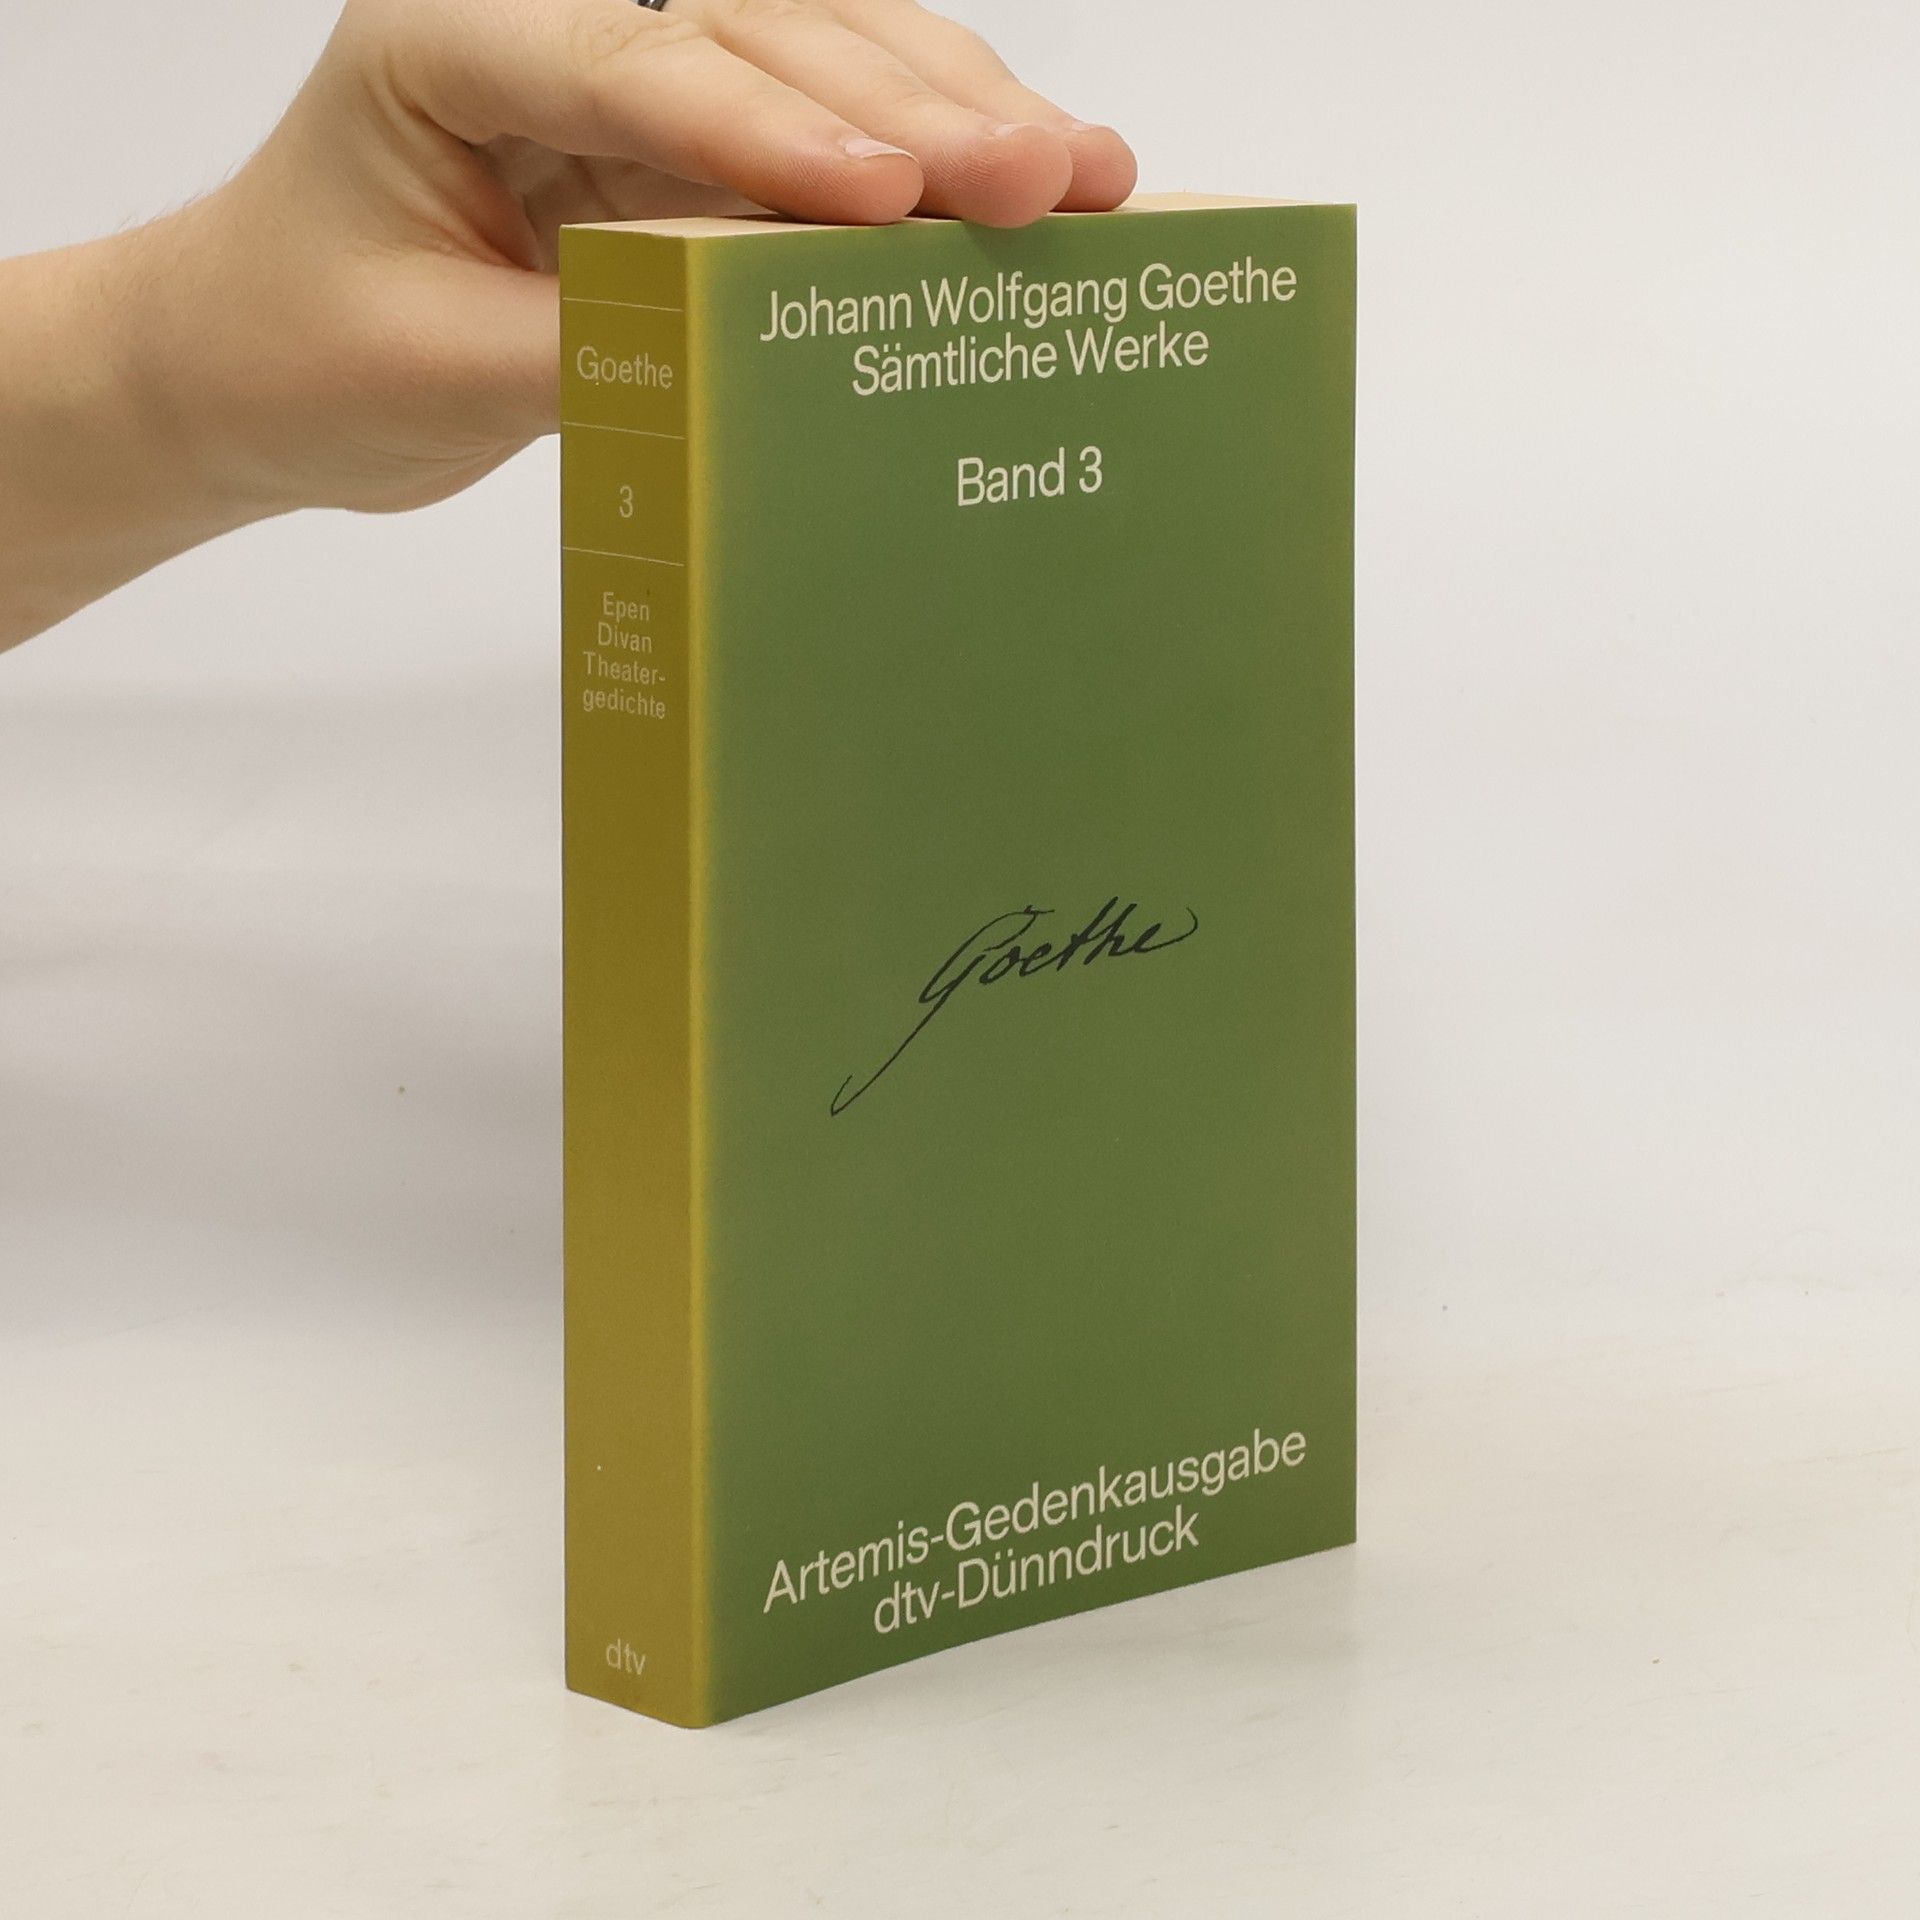 Goethe
3
Epen
Divan
Theater-
gedichte
dtv
Johann Wolfgang Goethe
Sämtliche Werke
Band 3
Goethe
Artemis-Gedenkausgabe
dtv-Dünndruck